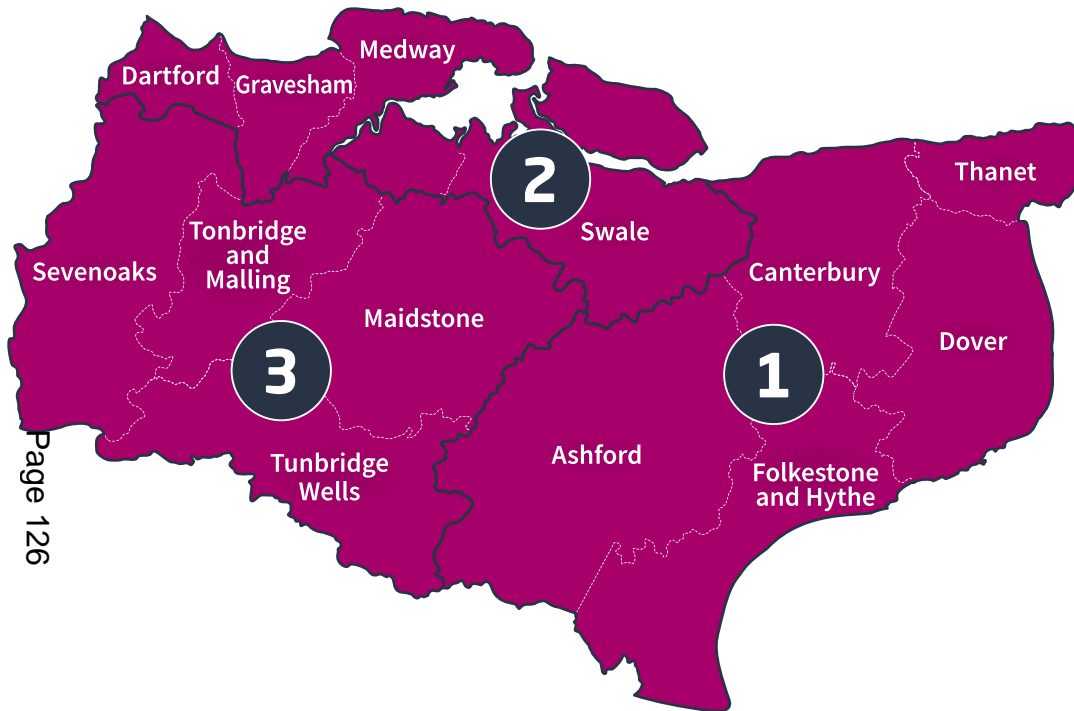 Medway
Dartford
Gravesham
Thanet
2
Swale
Tonbridge
and
Malling
Sevenoaks
Canterbury
Maidstone
Dover
3
1
Ashford
Tunbridge
Wells
Folkestone
and Hythe
Page 126